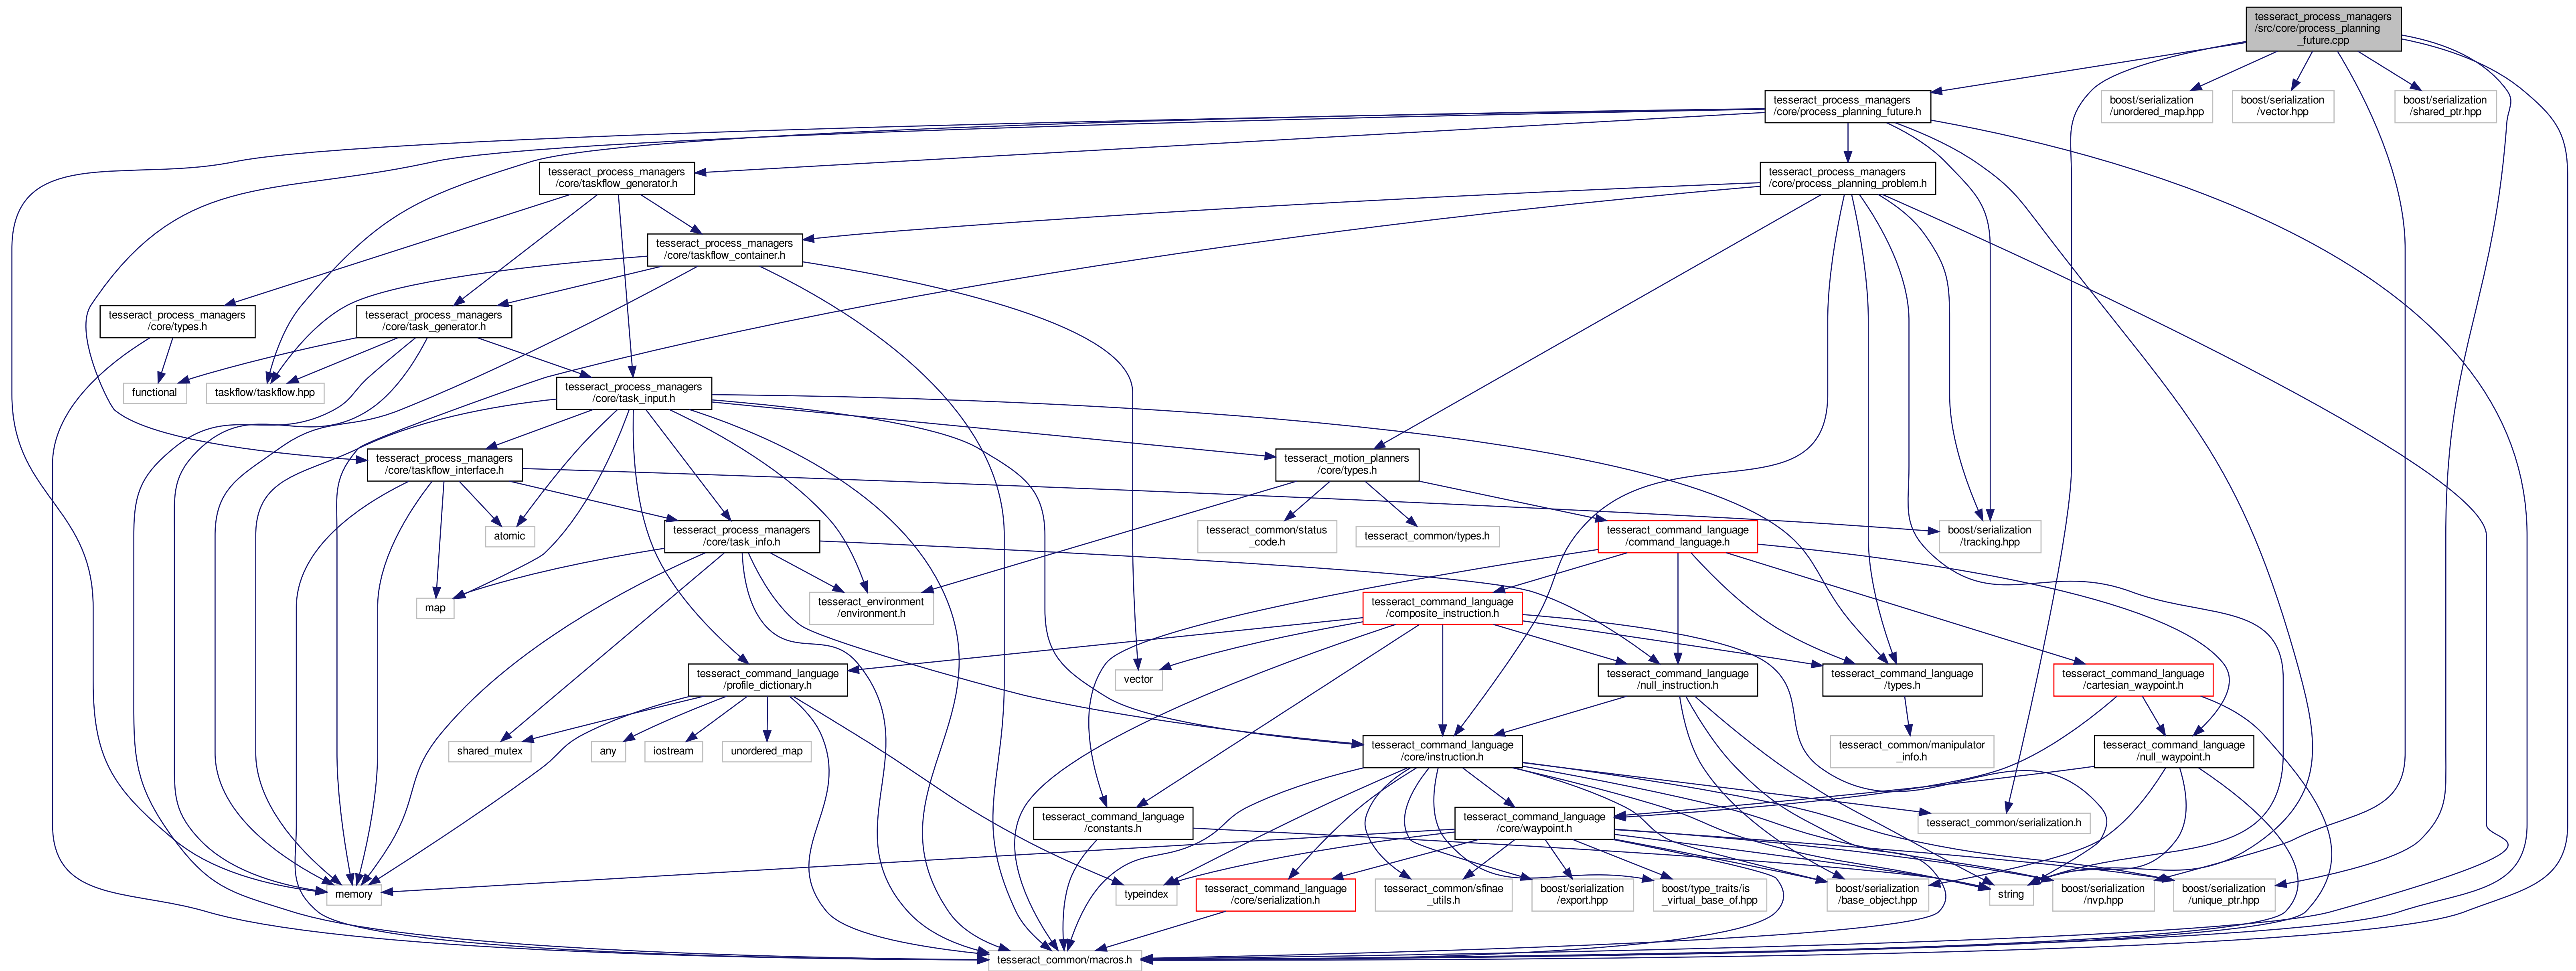 tesseract_process_managers
/src/core/process_planning
_future.cpp
tesseract_process_managers
/core/process_planning_future.h
boost/serialization
/unordered_map.hpp
boost/serialization
/vector.hpp
boost/serialization
/shared_ptr.hpp
tesseract_process_managers
/core/taskflow_generator.h
tesseract_process_managers
/core/process_planning_problem.h
tesseract_process_managers
/core/taskflow_container.h
tesseract_process_managers
/core/types.h
tesseract_process_managers
/core/task_generator.h
functional
taskflow/taskflow.hpp
tesseract_process_managers
/core/task_input.h
tesseract_process_managers
/core/taskflow_interface.h
tesseract_motion_planners
/core/types.h
atomic
tesseract_process_managers
/core/task_info.h
tesseract_common/status
_code.h
tesseract_common/types.h
tesseract_command_language
/command_language.h
boost/serialization
/tracking.hpp
map
tesseract_environment
/environment.h
tesseract_command_language
/composite_instruction.h
tesseract_command_language
/profile_dictionary.h
vector
tesseract_command_language
/null_instruction.h
tesseract_command_language
/types.h
tesseract_command_language
/cartesian_waypoint.h
shared_mutex
any
iostream
unordered_map
tesseract_command_language
/core/instruction.h
tesseract_common/manipulator
_info.h
tesseract_command_language
/null_waypoint.h
tesseract_command_language
/constants.h
tesseract_command_language
/core/waypoint.h
tesseract_common/serialization.h
memory
typeindex
tesseract_command_language
/core/serialization.h
tesseract_common/sfinae
_utils.h
boost/serialization
/export.hpp
boost/type_traits/is
_virtual_base_of.hpp
boost/serialization
/base_object.hpp
string
boost/serialization
/nvp.hpp
boost/serialization
/unique_ptr.hpp
tesseract_common/macros.h